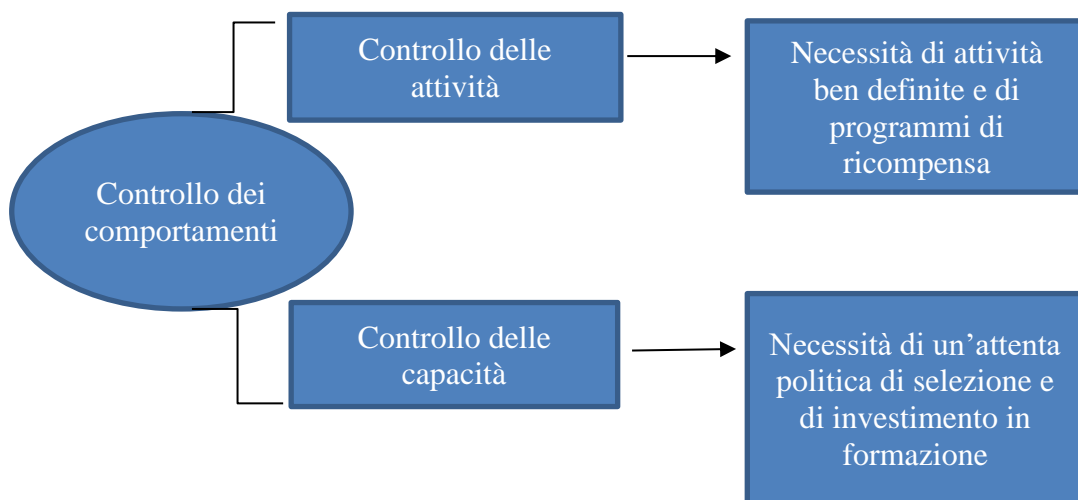 Controllo dei
comportamenti
Controllo delle
attività
Necessità di attività
ben definite e di
programmi di
ricompensa
Controllo delle
capacità
Necessità di un’attenta
politica di selezione e
di investimento in
formazione